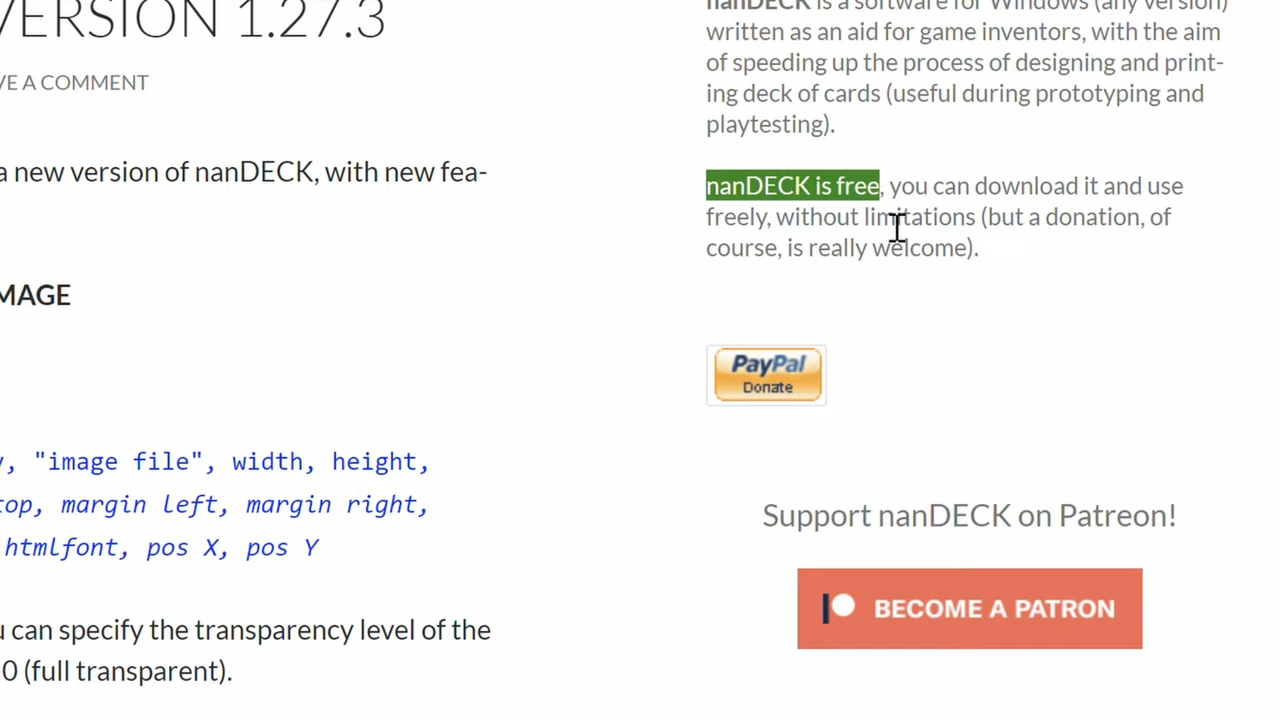 VERSION 1.27.3
VE A COMMENT
a new version of nanDECK, with new fea-
MAGE
y, "image file", width, height,
top, margin left, margin right,
htmlfont, pos X, pos Y
u can specify the transparency level of the
0 (full transparent).
nanDECK is a software for Windows (any version)
written as an aid for game inventors, with the aim
of speeding up the process of designing and print-
ing deck of cards (useful during prototyping and
playtesting).
nanDECK is free, you can download it and use
freely, without limitations (but a donation, of
course, is really welcome).
PayPal
Donate
Support nanDECK on Patreon!
BECOME A PATRON